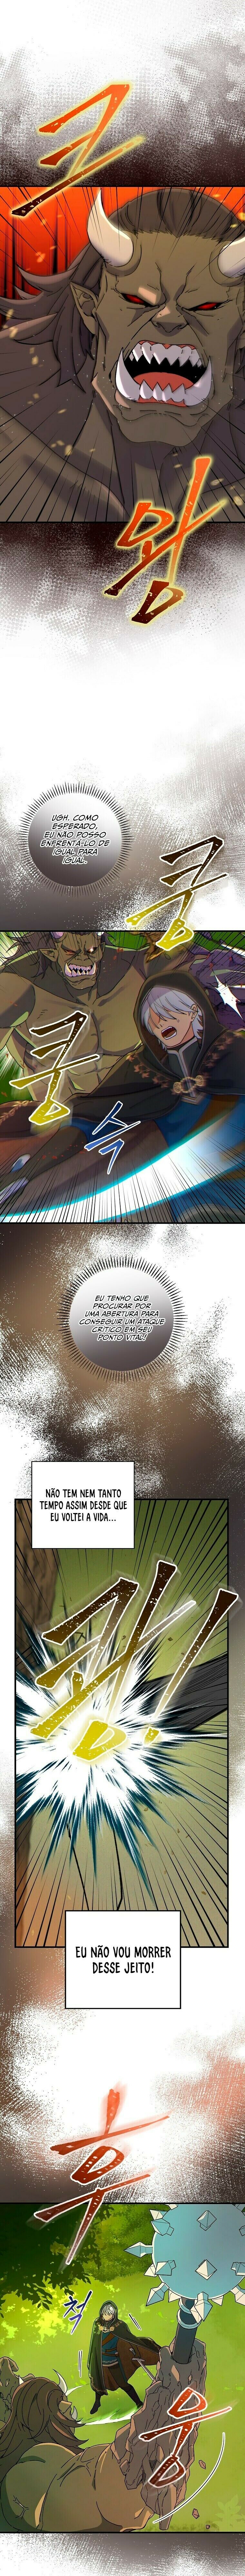 크
왕
UGH. COMO
ESPERADO,
EU NÃO POSSO
ENFRENTÁ-LO DE
IGUAL PARA
IGUAL.
쿵
쿵
슥
EU TENHO QUE
PROCURAR POR
UMA ABERTURA PARA
CONSEGUIR UM ATAQUE
CRÍTICO EM SEU
PONTO VITAL!
NÃO TEM NEM TANTO
TEMPO ASSIM DESDE QUE
EU VOLTEI A VIDA...
캉!
EU NÃO VOU MORRER
DESSE JEITO!
후
척
웅